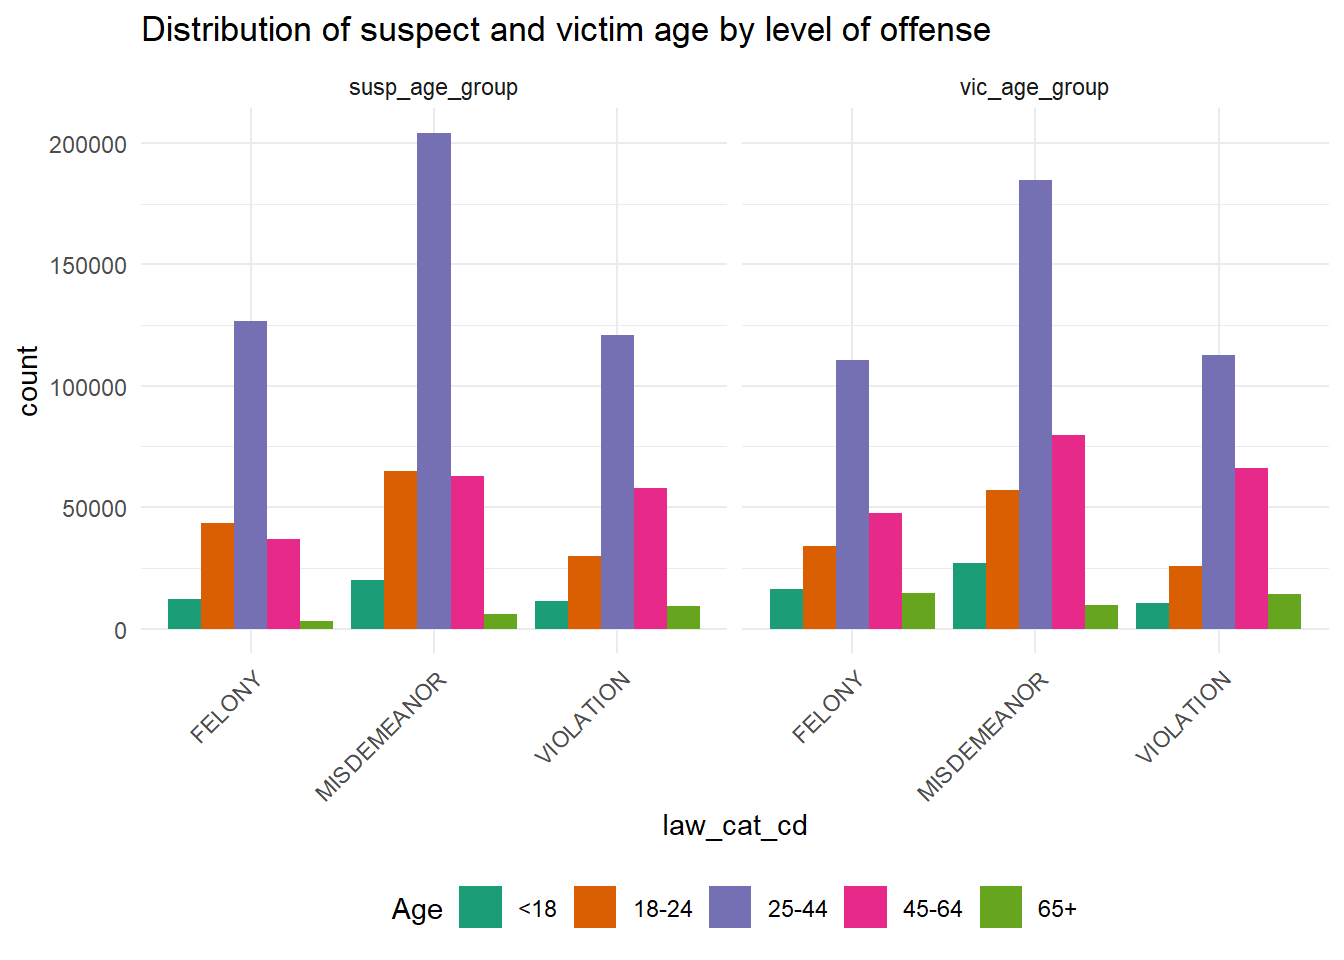 Distribution of suspect and victim age by level of offense
susp_age_group
vic_age_group
count
200000
150000
100000
50000
0
FELONY
MISDEMEANOR
VIOLATION
FELONY
MISDEMEANOR
VIOLATION
law_cat_cd
Age <18 18-24 25-44 45-64 65+